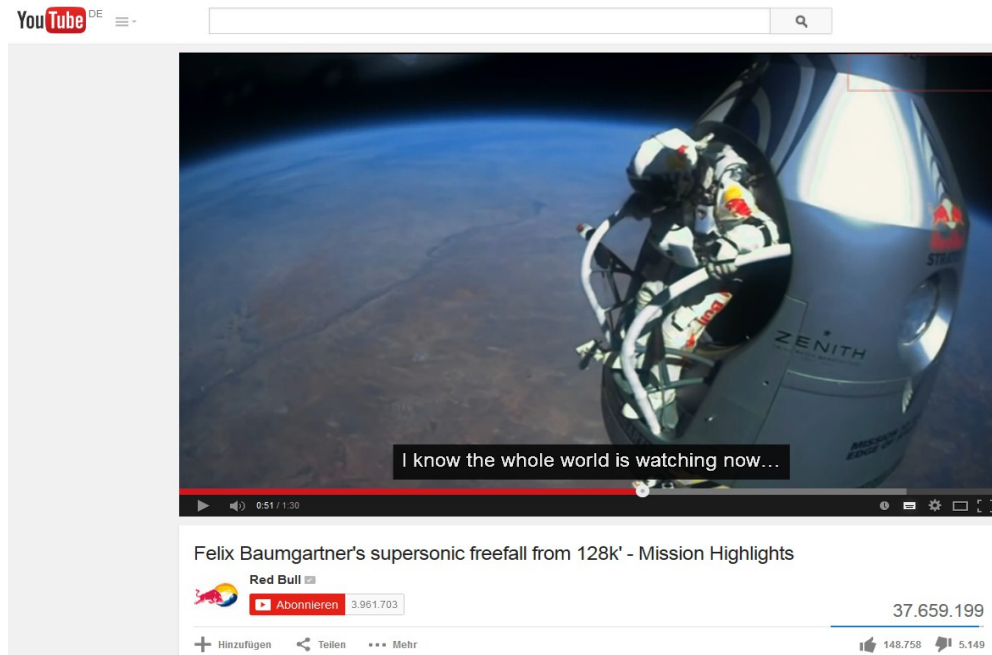 YouTube DE
ZENITH
I know the whole world is watching now...
0:51 / 1:30
Felix Baumgartner's supersonic freefall from 128k' - Mission Highlights
Red Bull
Abonnieren 3.961.703
37.659.199
Hinzufügen Teilen Mehr 148.758 5.149